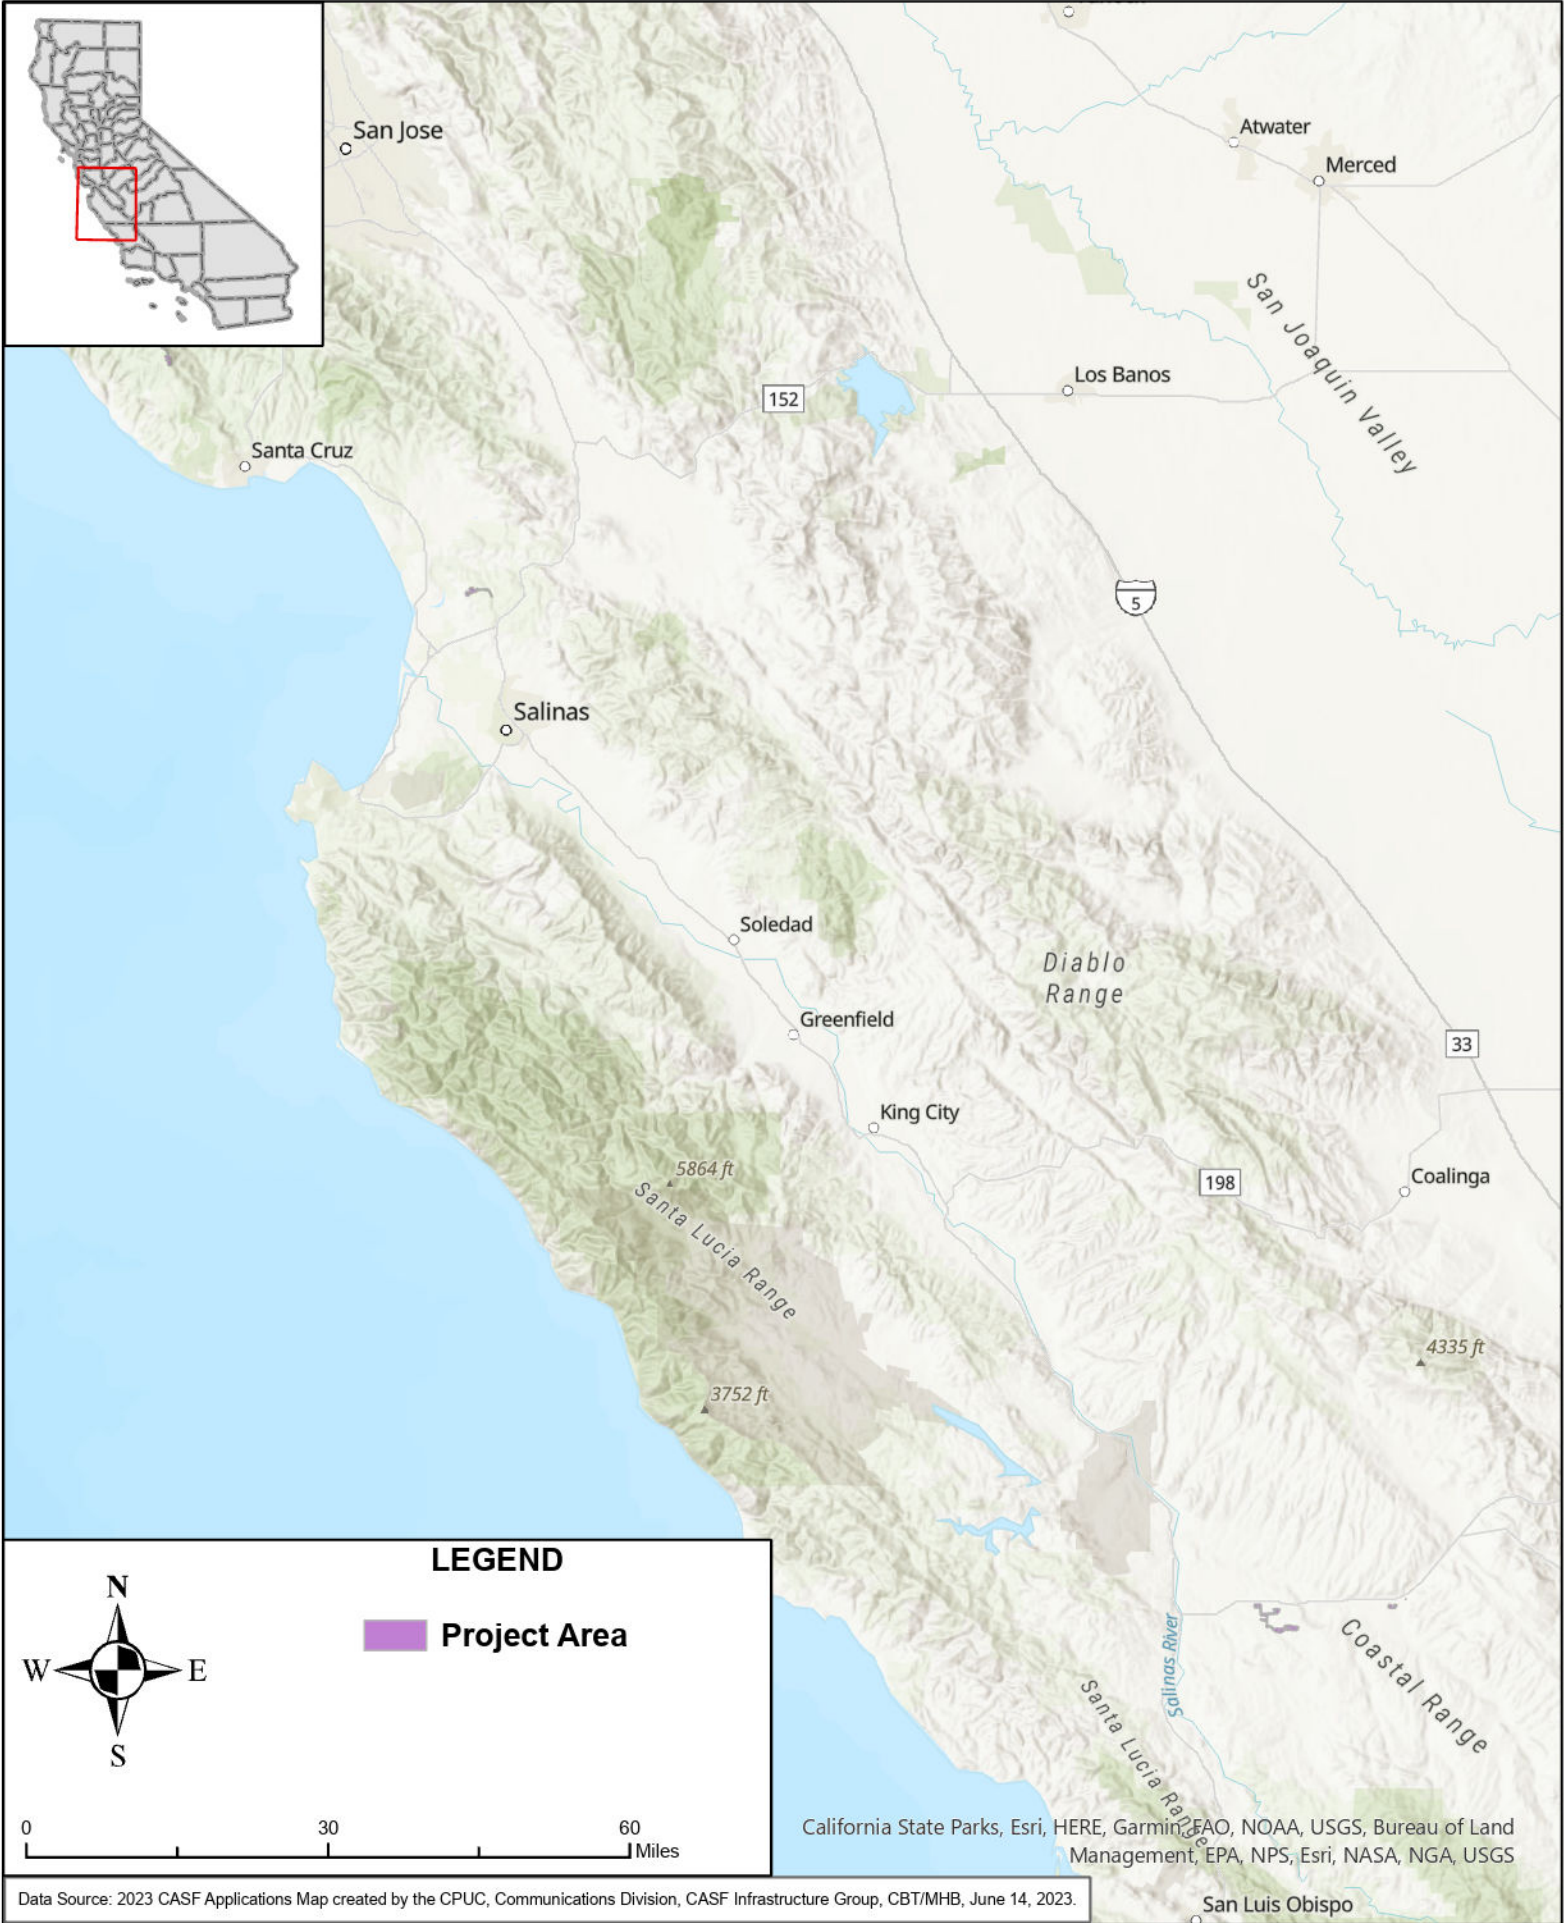 San Jose
Atwater
Merced
San Joaquin Valley
Los Banos
152
Santa Cruz
5
Salinas
Soledad
Diablo
Range
Greenfield
33
King City
5864 ft
Coalinga
198
Santa Lucia Range
4335 ft
3752 ft
LEGEND
N
Project Area
W
E
S
Salinas River
Coastal Range
Santa Lucia Range
0
30
60
Miles
California State Parks, Esri, HERE, Garmin, FAO, NOAA, USGS, Bureau of Land
Management, EPA, NPS, Esri, NASA, NGA, USGS
Data Source: 2023 CASF Applications Map created by the CPUC, Communications Division, CASF Infrastructure Group, CBT/MHB, June 14, 2023.
San Luis Obispo